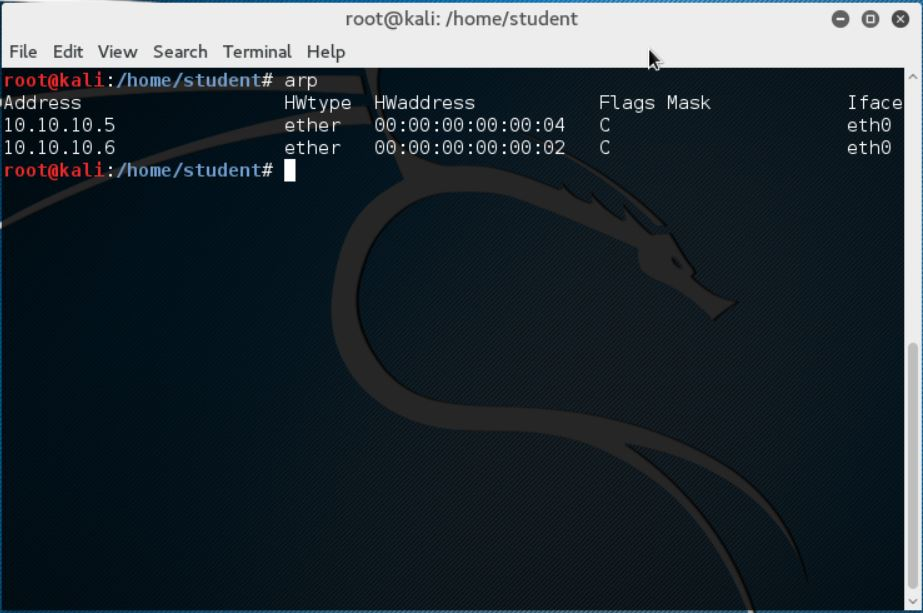 root@kali: /home/student
File Edit View Search Terminal Help
root@kali:/home/student# arp
Address HWtype HWaddress Flags Mask Iface
10.10.10.5 ether 00:00:00:00:00:04 C eth0
10.10.10.6 ether 00:00:00:00:00:02 C eth0
root@kali:/home/student#